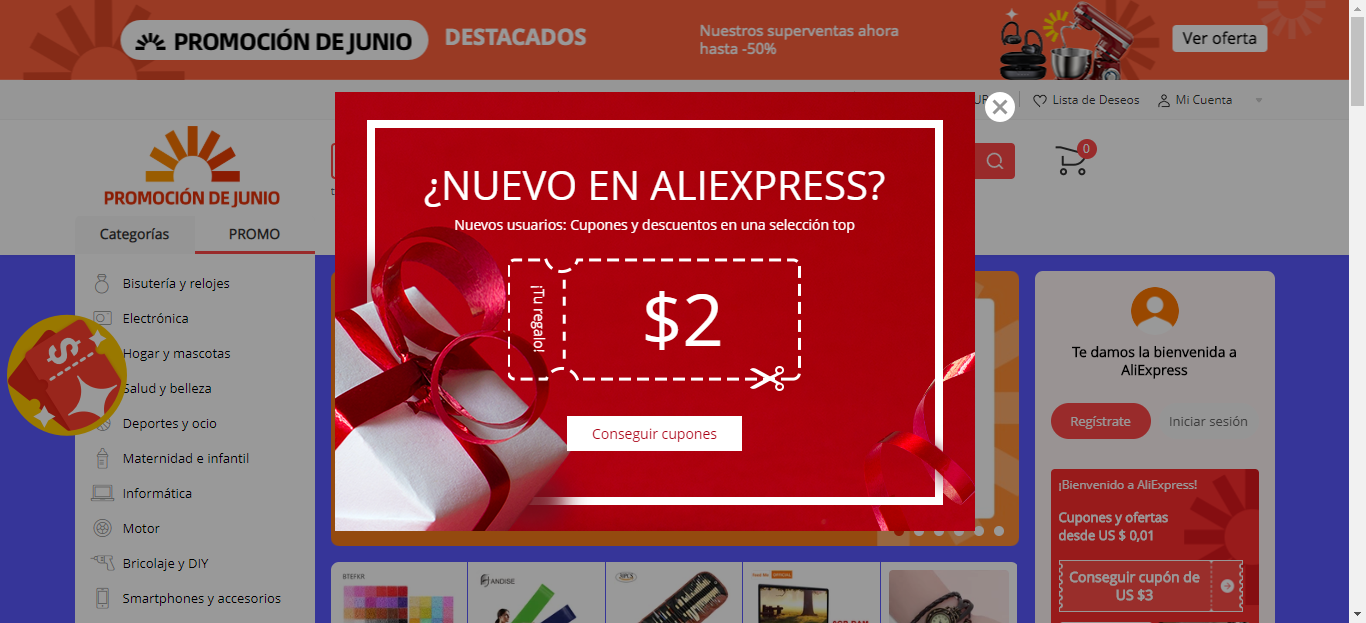 PROMOCIÓN DE JUNIO
DESTACADOS
Nuestros superventas ahora
hasta -50%
Ver oferta
Lista de Deseos
Mi Cuenta
PROMOCIÓN DE JUNIO
0
Categorías
PROMO
Bisutería y relojes
Electrónica
Hogar y mascotas
Salud y belleza
Deportes y ocio
Maternidad e infantil
Informática
Motor
Bricolaje y DIY
Smartphones y accesorios
$
¿NUEVO EN ALIEXPRESS?
Nuevos usuarios: Cupones y descuentos en una selección top
¡Tu regalo!
$2
Conseguir cupones
Te damos la bienvenida a
AliExpress
Regístrate
Iniciar sesión
¡Bienvenido a AliExpress!
Cupones y ofertas
desde US $ 0,01
Conseguir cupón de
US $3
BTEFKR
ANDISE